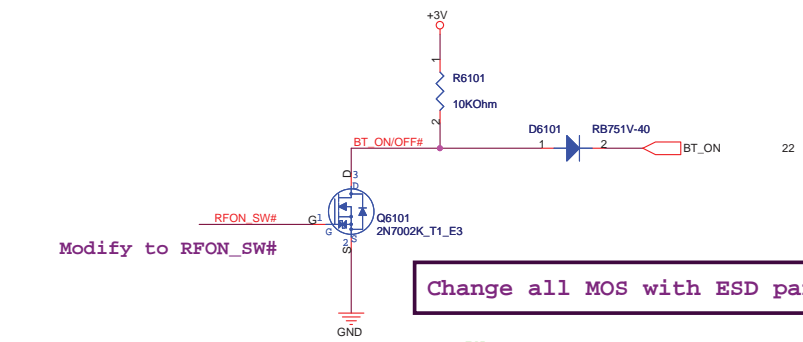 +3V
1
R6101
10KOhm
2
D6101 RB751V-40
BT_ON/OFF# 1 2 BT_ON 22
D 3
D
RFON_SW# G 1
G
Q6101
2N7002K_T1_E3
2 S
S
Modify to RFON_SW#
Change all MOS with ESD
GND